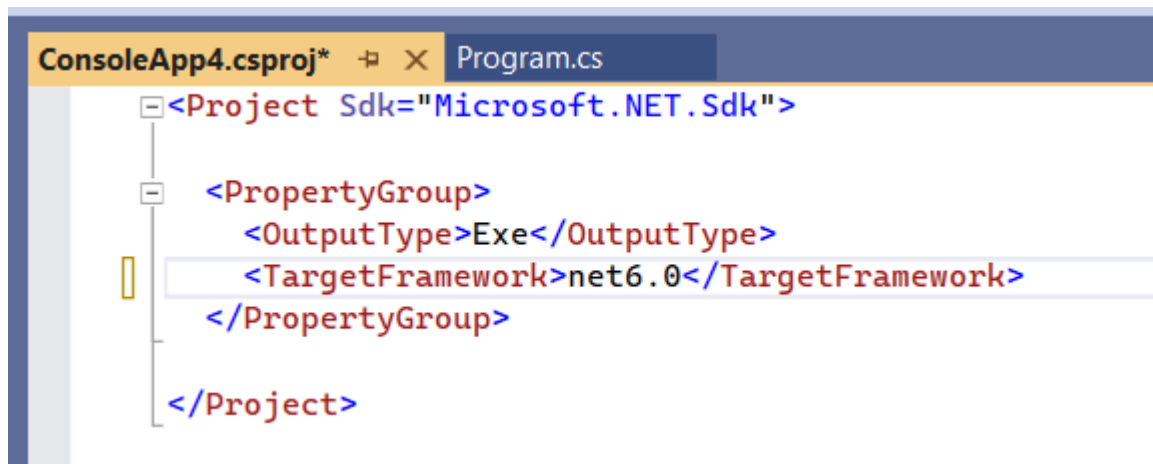 ConsoleApp4.csproj* Program.cs
<Project Sdk="Microsoft.NET.Sdk">
<PropertyGroup>
<OutputType>Exe</OutputType>
<TargetFramework>net6.0</TargetFramework>
</PropertyGroup>
</Project>